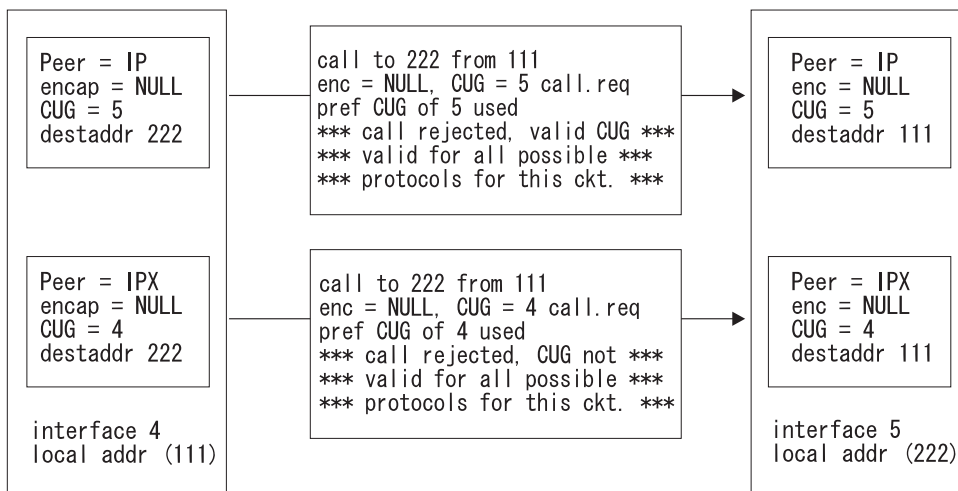 Peer = IP
encap = NULL
CUG = 5
destaddr 222
call to 222 from 111
enc = NULL, CUG = 5 call.req
pref CUG of 5 used
*** call rejected, valid CUG ***
*** valid for all possible ***
*** protocols for this ckt. ***
Peer = IP
enc = NULL
CUG = 5
destaddr 111
Peer = IPX
encap = NULL
CUG = 4
destaddr 222
call to 222 from 111
enc = NULL, CUG = 4 call.req
pref CUG of 4 used
*** call rejected, CUG not ***
*** valid for all possible ***
*** protocols for this ckt. ***
Peer = IPX
enc = NULL
CUG = 4
destaddr 111
interface 4
local addr (111)
interface 5
local addr (222)